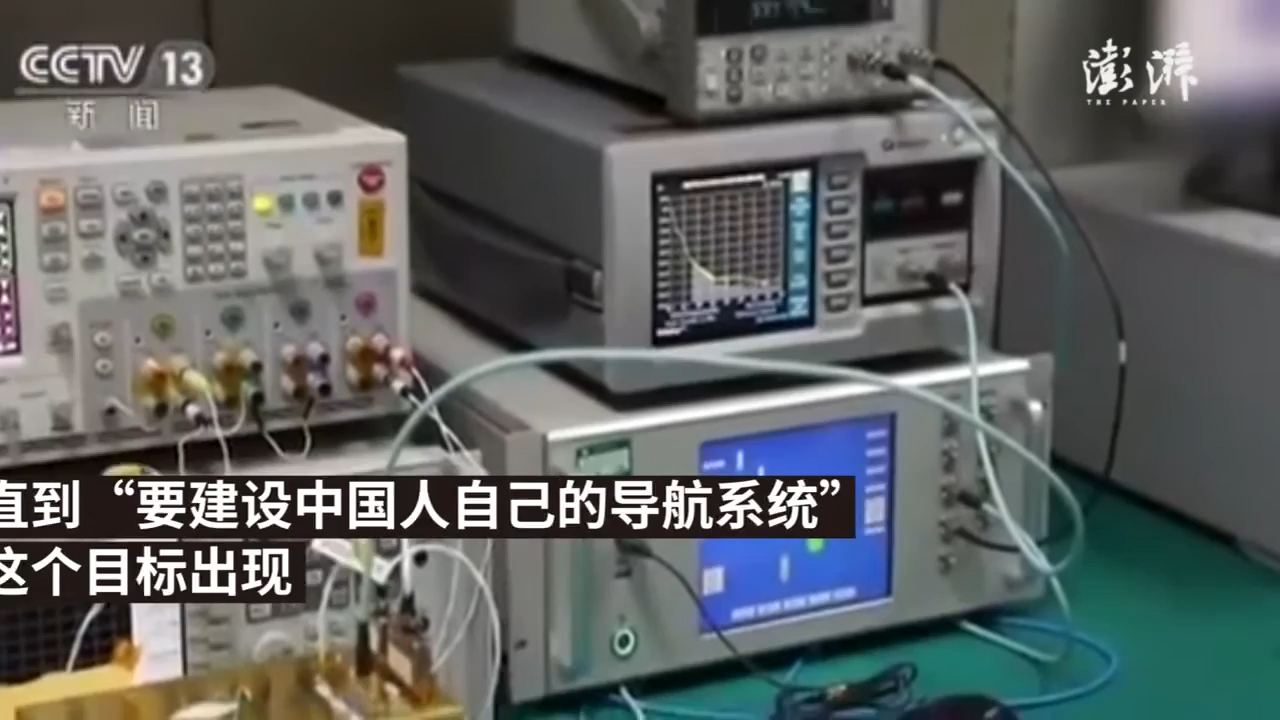 CCTV 13
新闻
澎湃
THE PAPER
直到“要建设中国人自己的导航系统”
这个目标出现